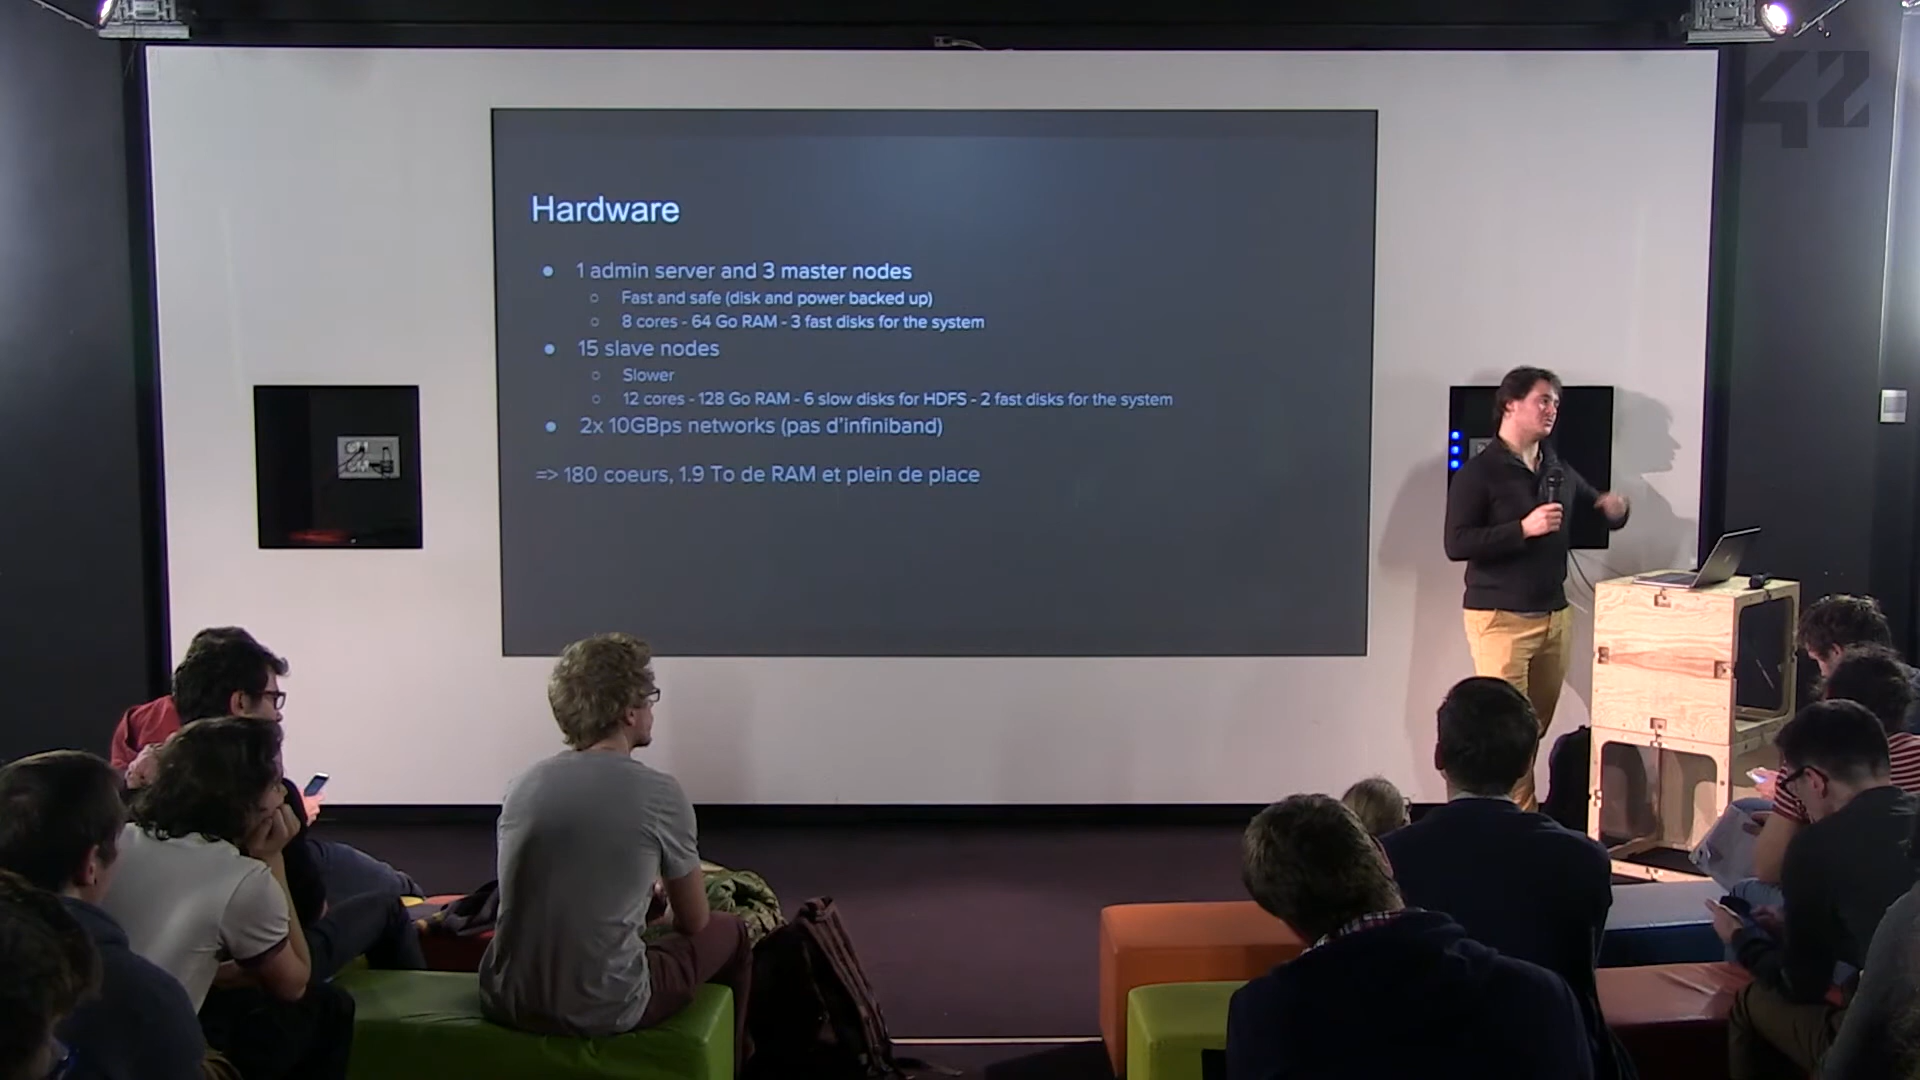 42
Hardware
● 1 admin server and 3 master nodes
○ Fast and safe (disk and power backed up)
○ 8 cores - 64 Go RAM - 3 fast disks for the system
● 15 slave nodes
○ Slower
○ 12 cores - 128 Go RAM - 6 slow disks for HDFS - 2 fast disks for the system
● 2x 10GBps networks (pas d'infiniband)
=> 180 coeurs, 1.9 To de RAM et plein de place